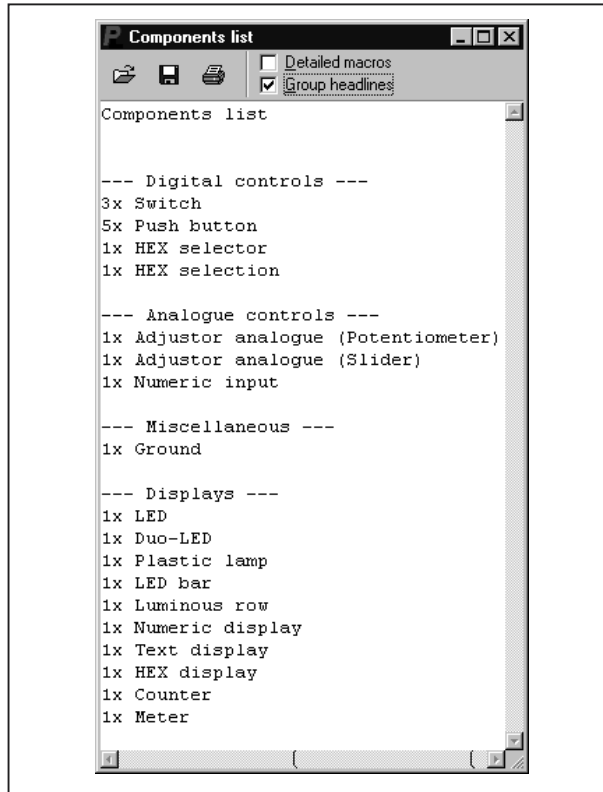 Components list
Detailed macros
Group headlines
Components list
--- Digital controls ---
3x Switch
5x Push button
1x HEX selector
1x HEX selection
--- Analogue controls ---
1x Adjustor analogue (Potentiometer)
1x Adjustor analogue (Slider)
1x Numeric input
--- Miscellaneous ---
1x Ground
--- Displays ---
1x LED
1x Duo-LED
1x Plastic lamp
1x LED bar
1x Luminous row
1x Numeric display
1x Text display
1x HEX display
1x Counter
1x Meter